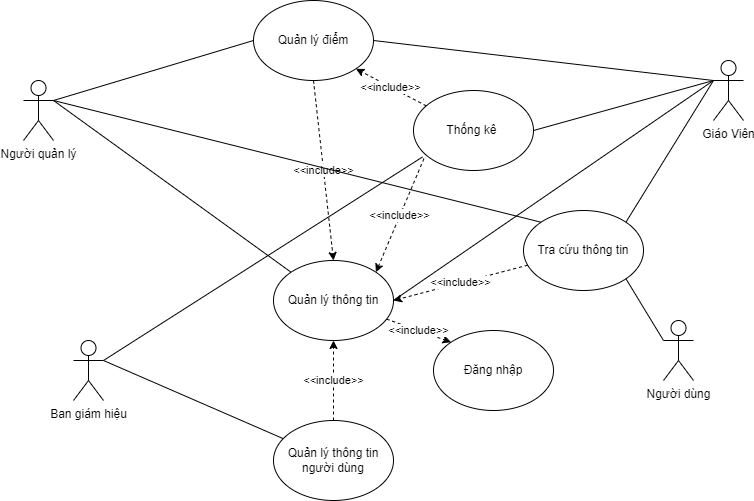 Quản lý điểm
<<include>>
Thống kê
Giáo Viên
Người quản lý
<<include>>
<<include>>
Tra cứu thông tin
<<include>>
Quản lý thông tin
<<include>>
Đăng nhập
<<include>>
Người dùng
Ban giám hiệu
Quản lý thông tin
người dùng